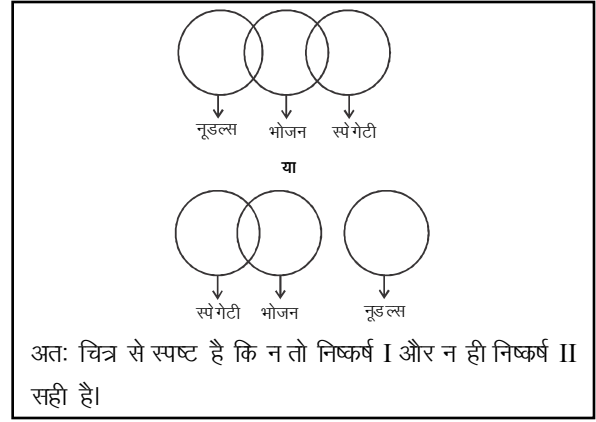 नूडल्स भोजन स्पेगेटी
या
स्पेगेटी भोजन नूडल्स
अतः चित्र से स्पष्ट है कि न तो निष्कर्ष I और न ही निष्कर्ष II
सही है।